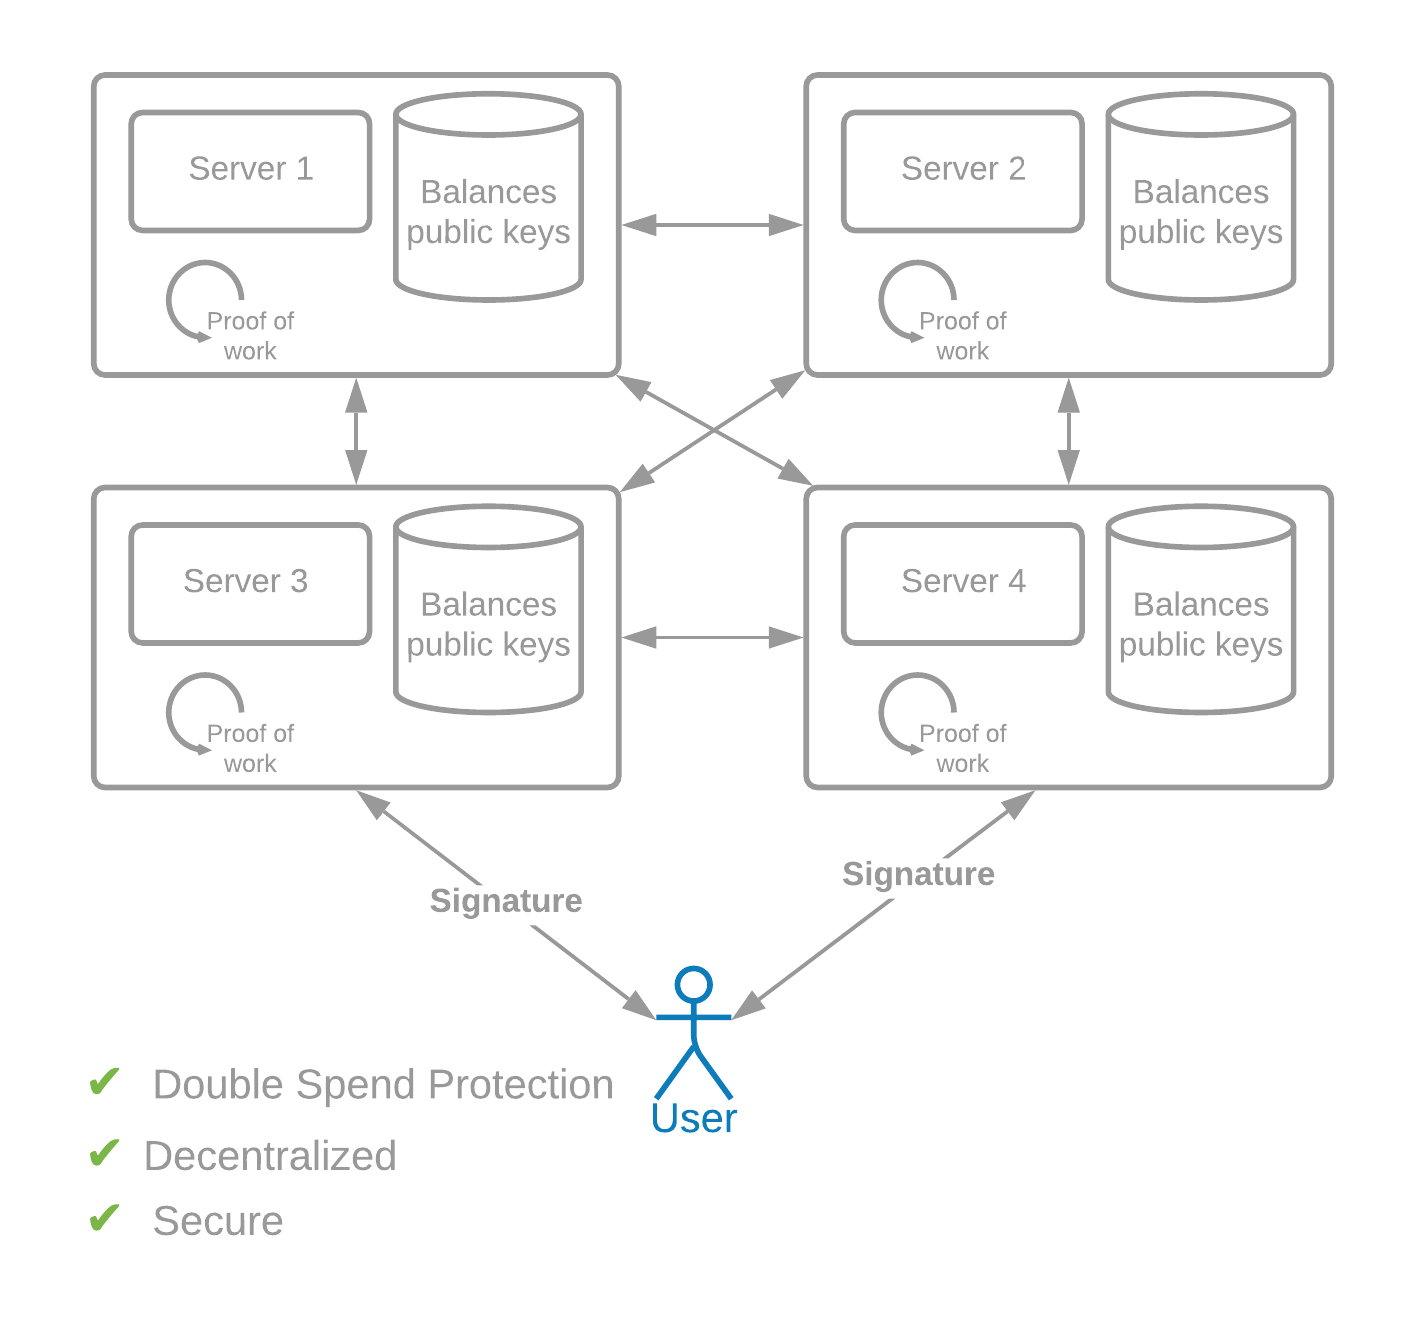 Server 1
Balances
public keys
Proof of
work
Server 2
Balances
public keys
Proof of
work
Server 3
Balances
public keys
Proof of
work
Server 4
Balances
public keys
Proof of
work
Signature
Signature
User
✔ Double Spend Protection
✔ Decentralized
✔ Secure